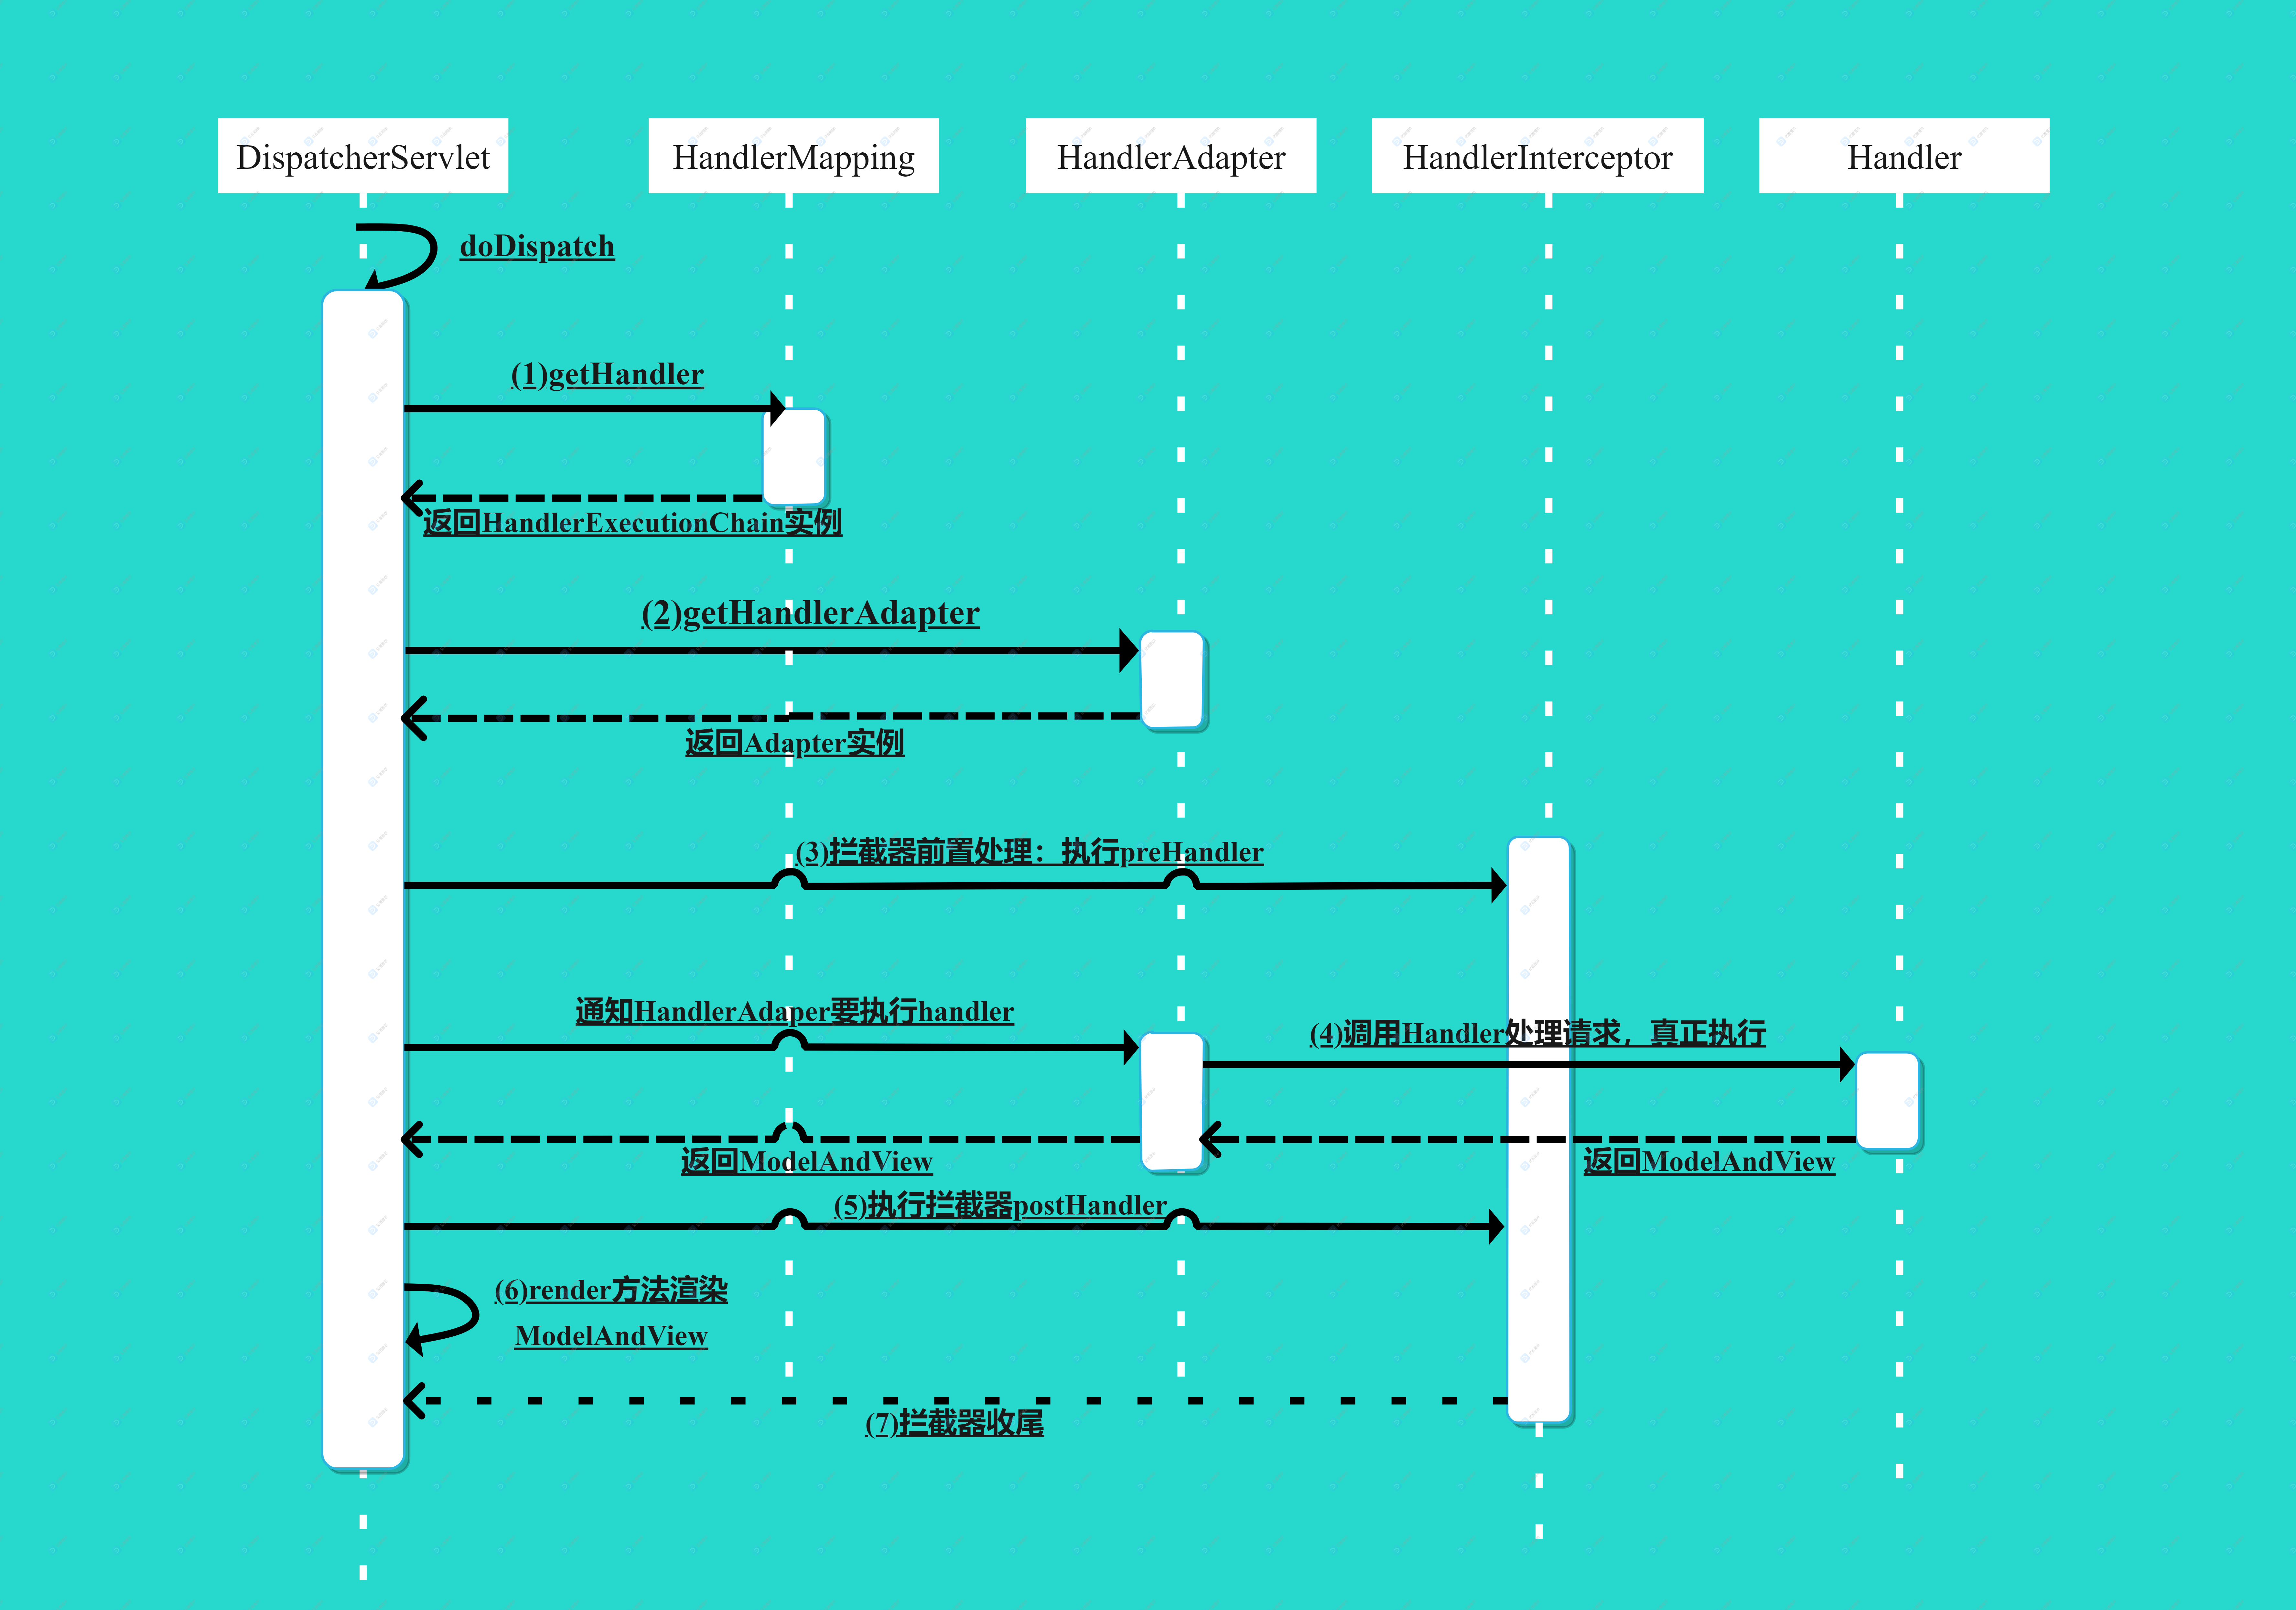 DispatcherServlet
HandlerMapping
HandlerAdapter
HandlerInterceptor
Handler
doDispatch
(1)getHandler
返回HandlerExecutionChain实例
(2)getHandlerAdapter
返回Adapter实例
(3)拦截器前置处理：执行preHandler
通知HandlerAdaper要执行handler
(4)调用Handler处理请求，真正执行
返回ModelAndView
返回ModelAndView
(5)执行拦截器postHandler
(6)render方法渲染
ModelAndView
(7)拦截器收尾